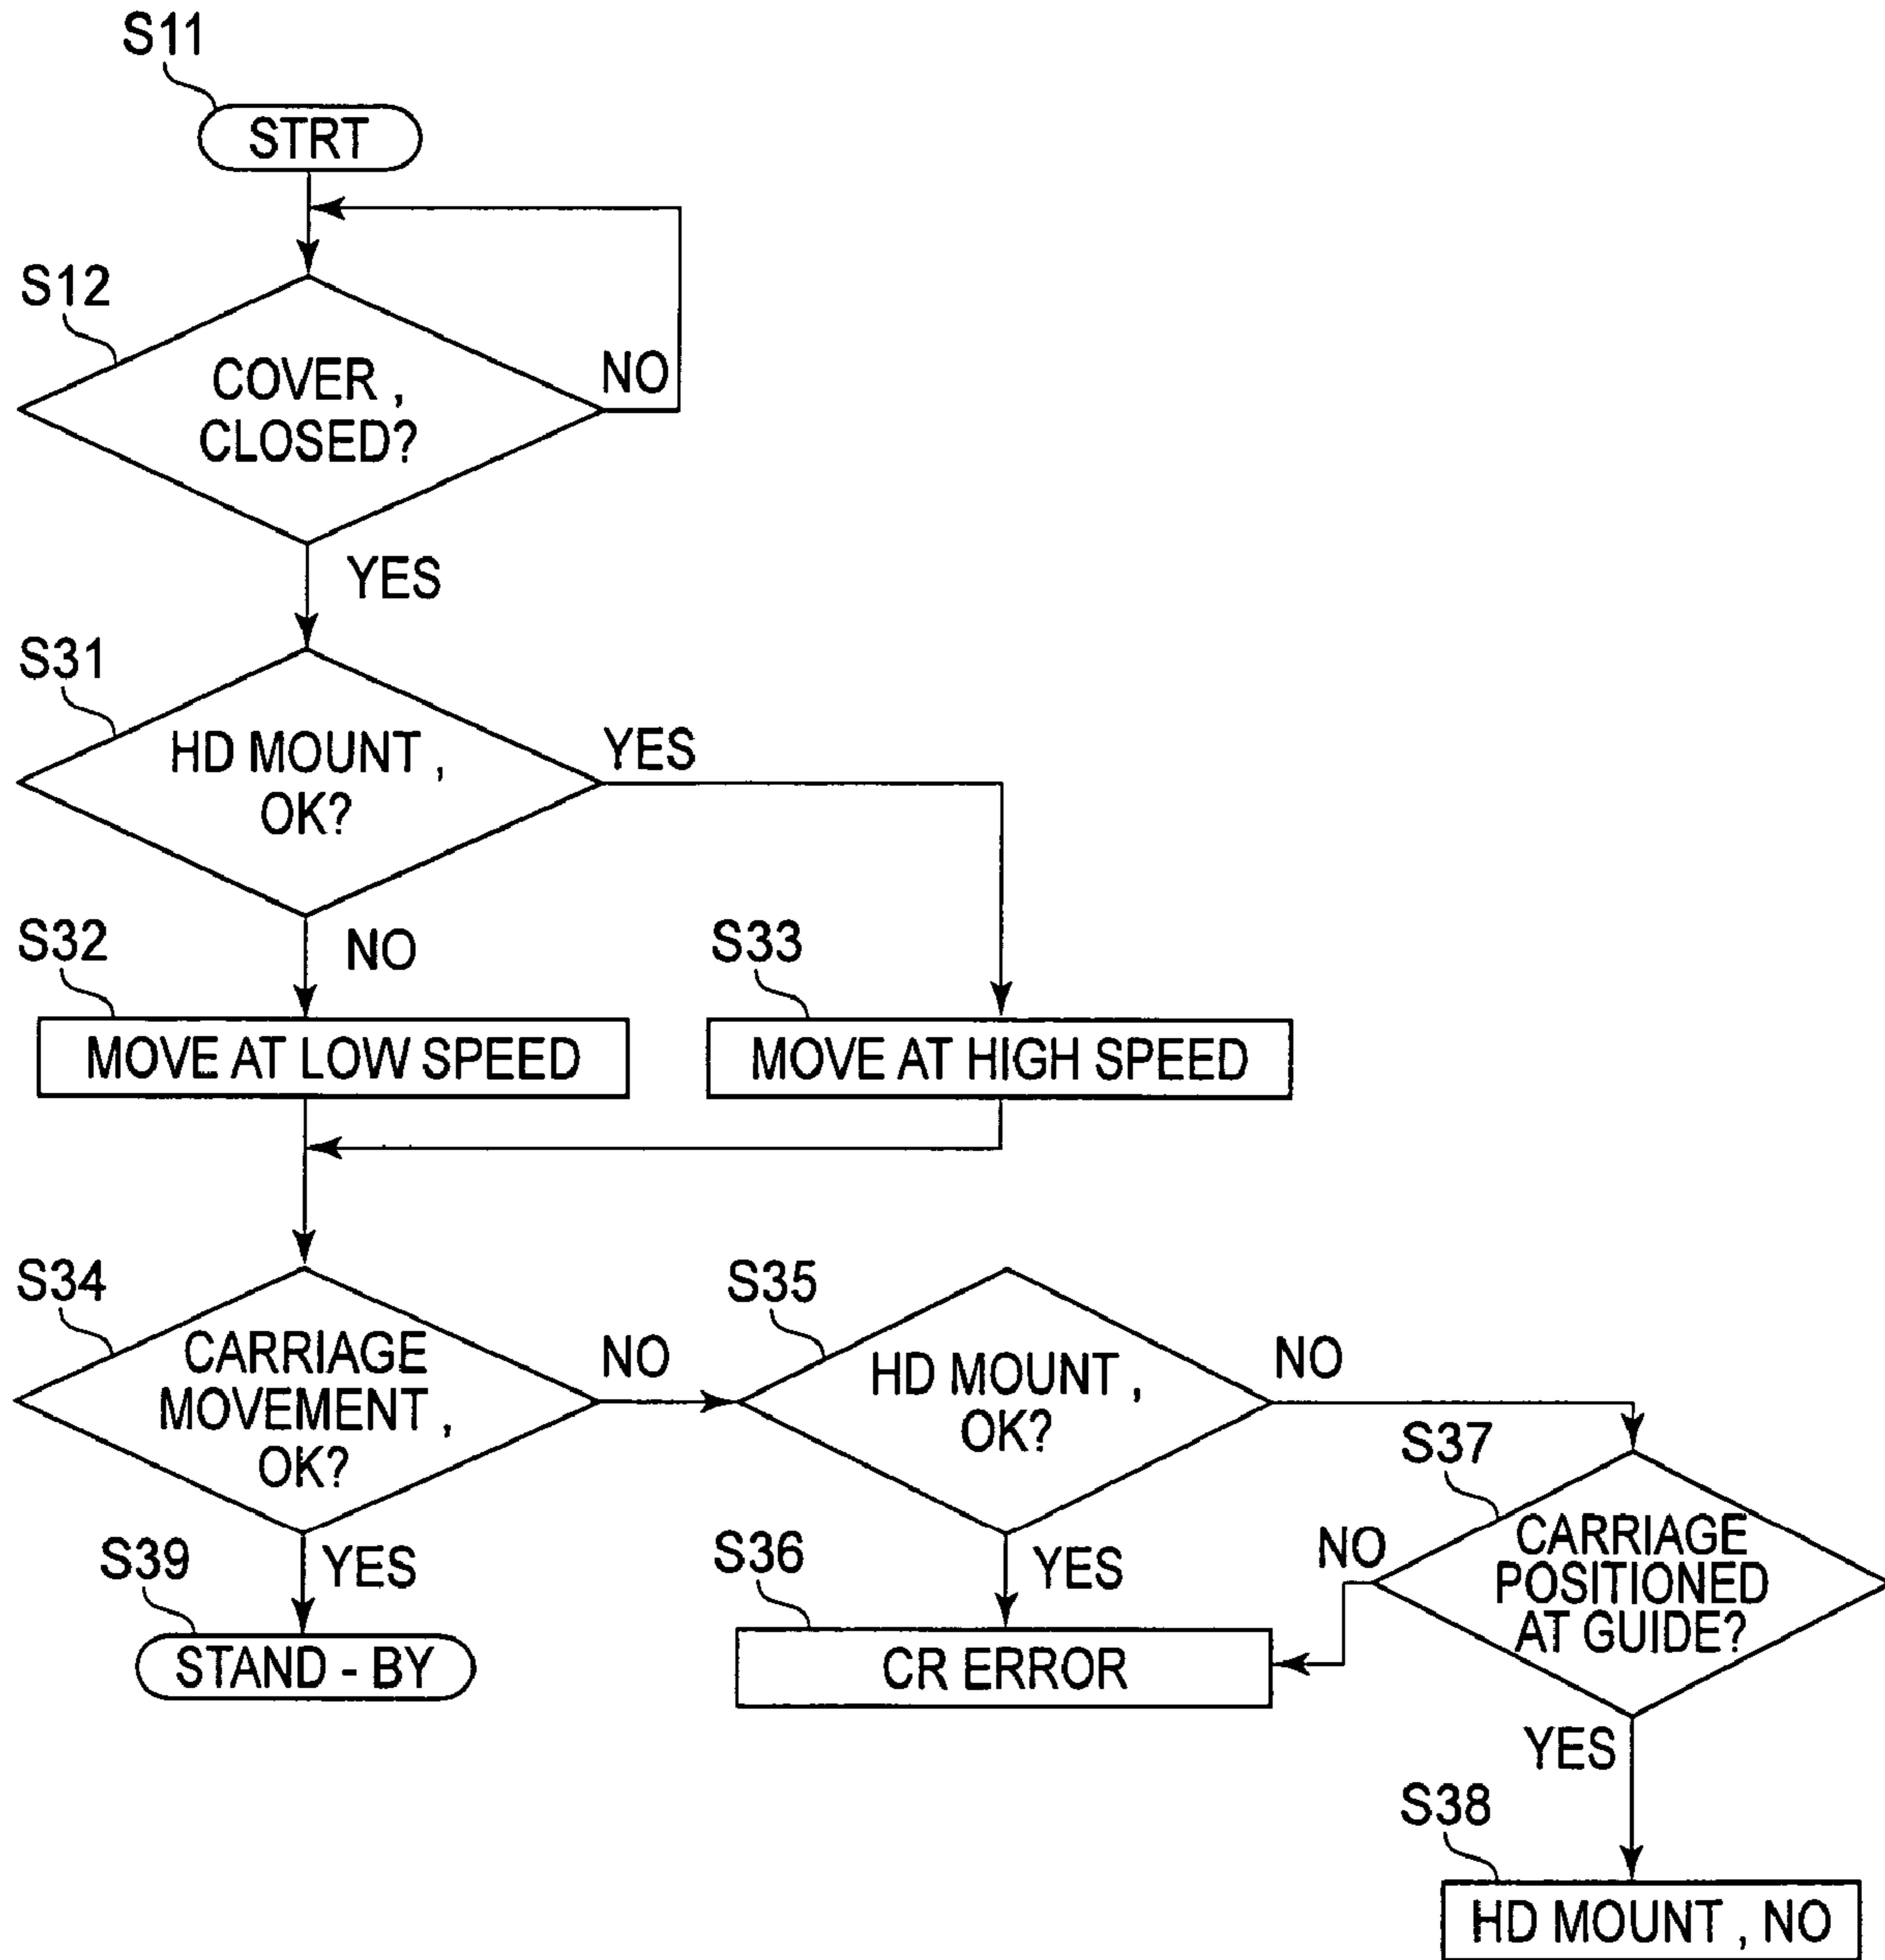 S11
STRT
S12
COVER ,
CLOSED?
NO
YES
S31
HD MOUNT ,
OK?
YES
NO
S32
MOVE AT LOW SPEED
S33
MOVE AT HIGH SPEED
S34
CARRIAGE
MOVEMENT ,
OK?
NO
YES
S35
HD MOUNT ,
OK?
NO
YES
S37
CARRIAGE
POSITIONED
AT GUIDE?
NO
YES
S39
STAND - BY
S36
CR ERROR
S38
HD MOUNT , NO